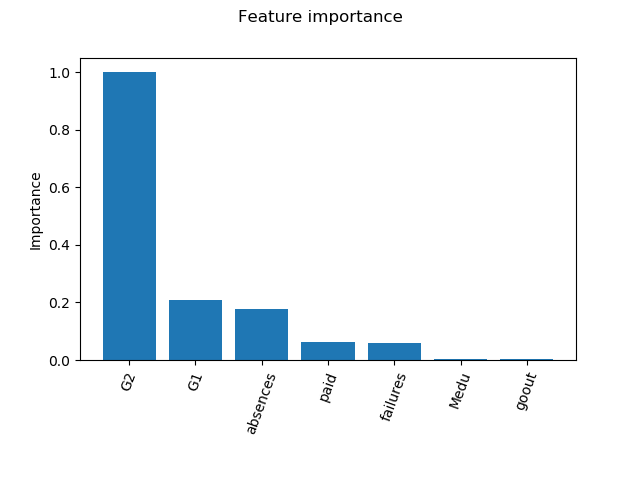 Feature importance
Importance
1.0
0.8
0.6
0.4
0.2
0.0
G2
G1
absences
paid
failures
Medu
goout